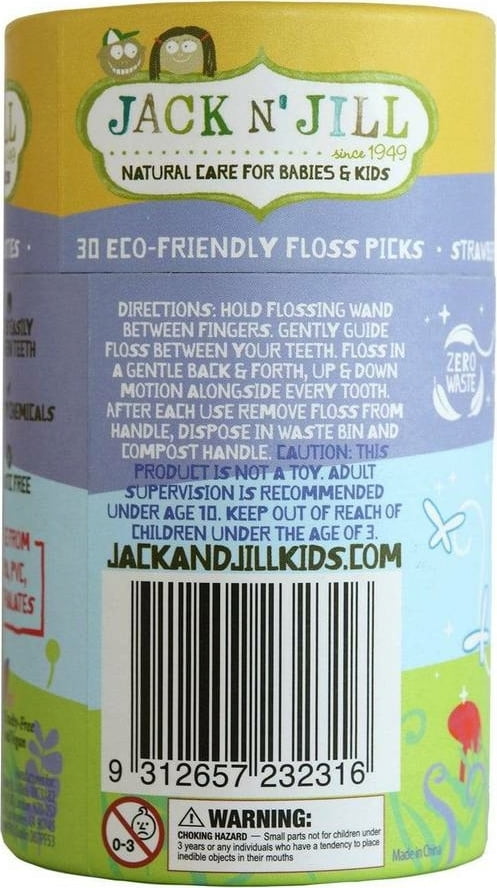 JACK N' JILL
since 1949
NATURAL CARE FOR BABIES & KIDS
30 ECO-FRIENDLY FLOSS PICKS •
DIRECTIONS: HOLD FLOSSING WAND
BETWEEN FINGERS. GENTLY GUIDE
FLOSS BETWEEN YOUR TEETH. FLOSS IN
A GENTLE BACK & FORTH, UP & DOWN
MOTION ALONGSIDE EVERY TOOTH.
AFTER EACH USE REMOVE FLOSS FROM
HANDLE, DISPOSE IN WASTE BIN AND
COMPOST HANDLE. CAUTION: THIS
PRODUCT IS NOT A TOY. ADULT
SUPERVISION IS RECOMMENDED
UNDER AGE 10. KEEP OUT OF REACH OF
CHILDREN UNDER THE AGE OF 3.
JACKANDJILLKIDS.COM
ZERO
WASTE
TEETH
FREE
FROM
PVC,
9 312657 232316
0-3
WARNING:
CHOKING HAZARD — Small parts not for children under
3 years or any individuals who have a tendency to place
inedible objects in their mouths
Made in China